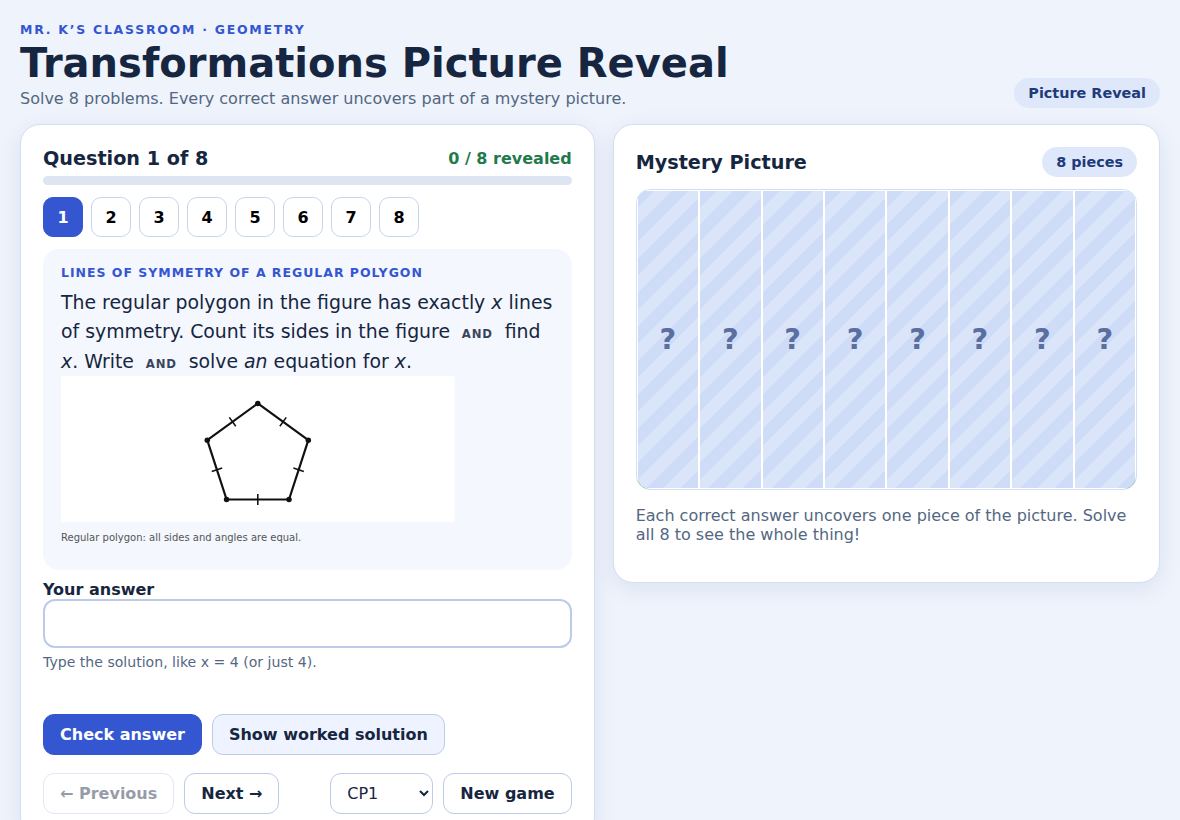 MR. K’S CLASSROOM · GEOMETRY
Transformations Picture Reveal
Solve 8 problems. Every correct answer uncovers part of a mystery picture.
Picture Reveal
Question 1 of 8
0 / 8 revealed
1 2 3 4 5 6 7 8
LINES OF SYMMETRY OF A REGULAR POLYGON
The regular polygon in the figure has exactly x lines
of symmetry. Count its sides in the figure AND find
x. Write AND solve an equation for x.
Regular polygon: all sides and angles are equal.
Your answer
Type the solution, like x = 4 (or just 4).
Check answer
Show worked solution
← Previous
Next →
CP1
New game
Mystery Picture
8 pieces
? ? ? ? ? ? ? ?
Each correct answer uncovers one piece of the picture. Solve
all 8 to see the whole thing!